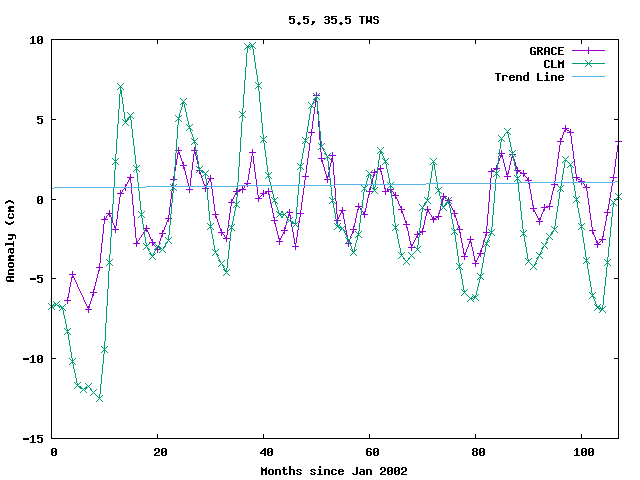 5.5, 35.5 TWS
GRACE
CLM
Trend Line
10
5
0
-5
-10
-15
Anomaly (cm)
0 20 40 60 80 100
Months since Jan 2002